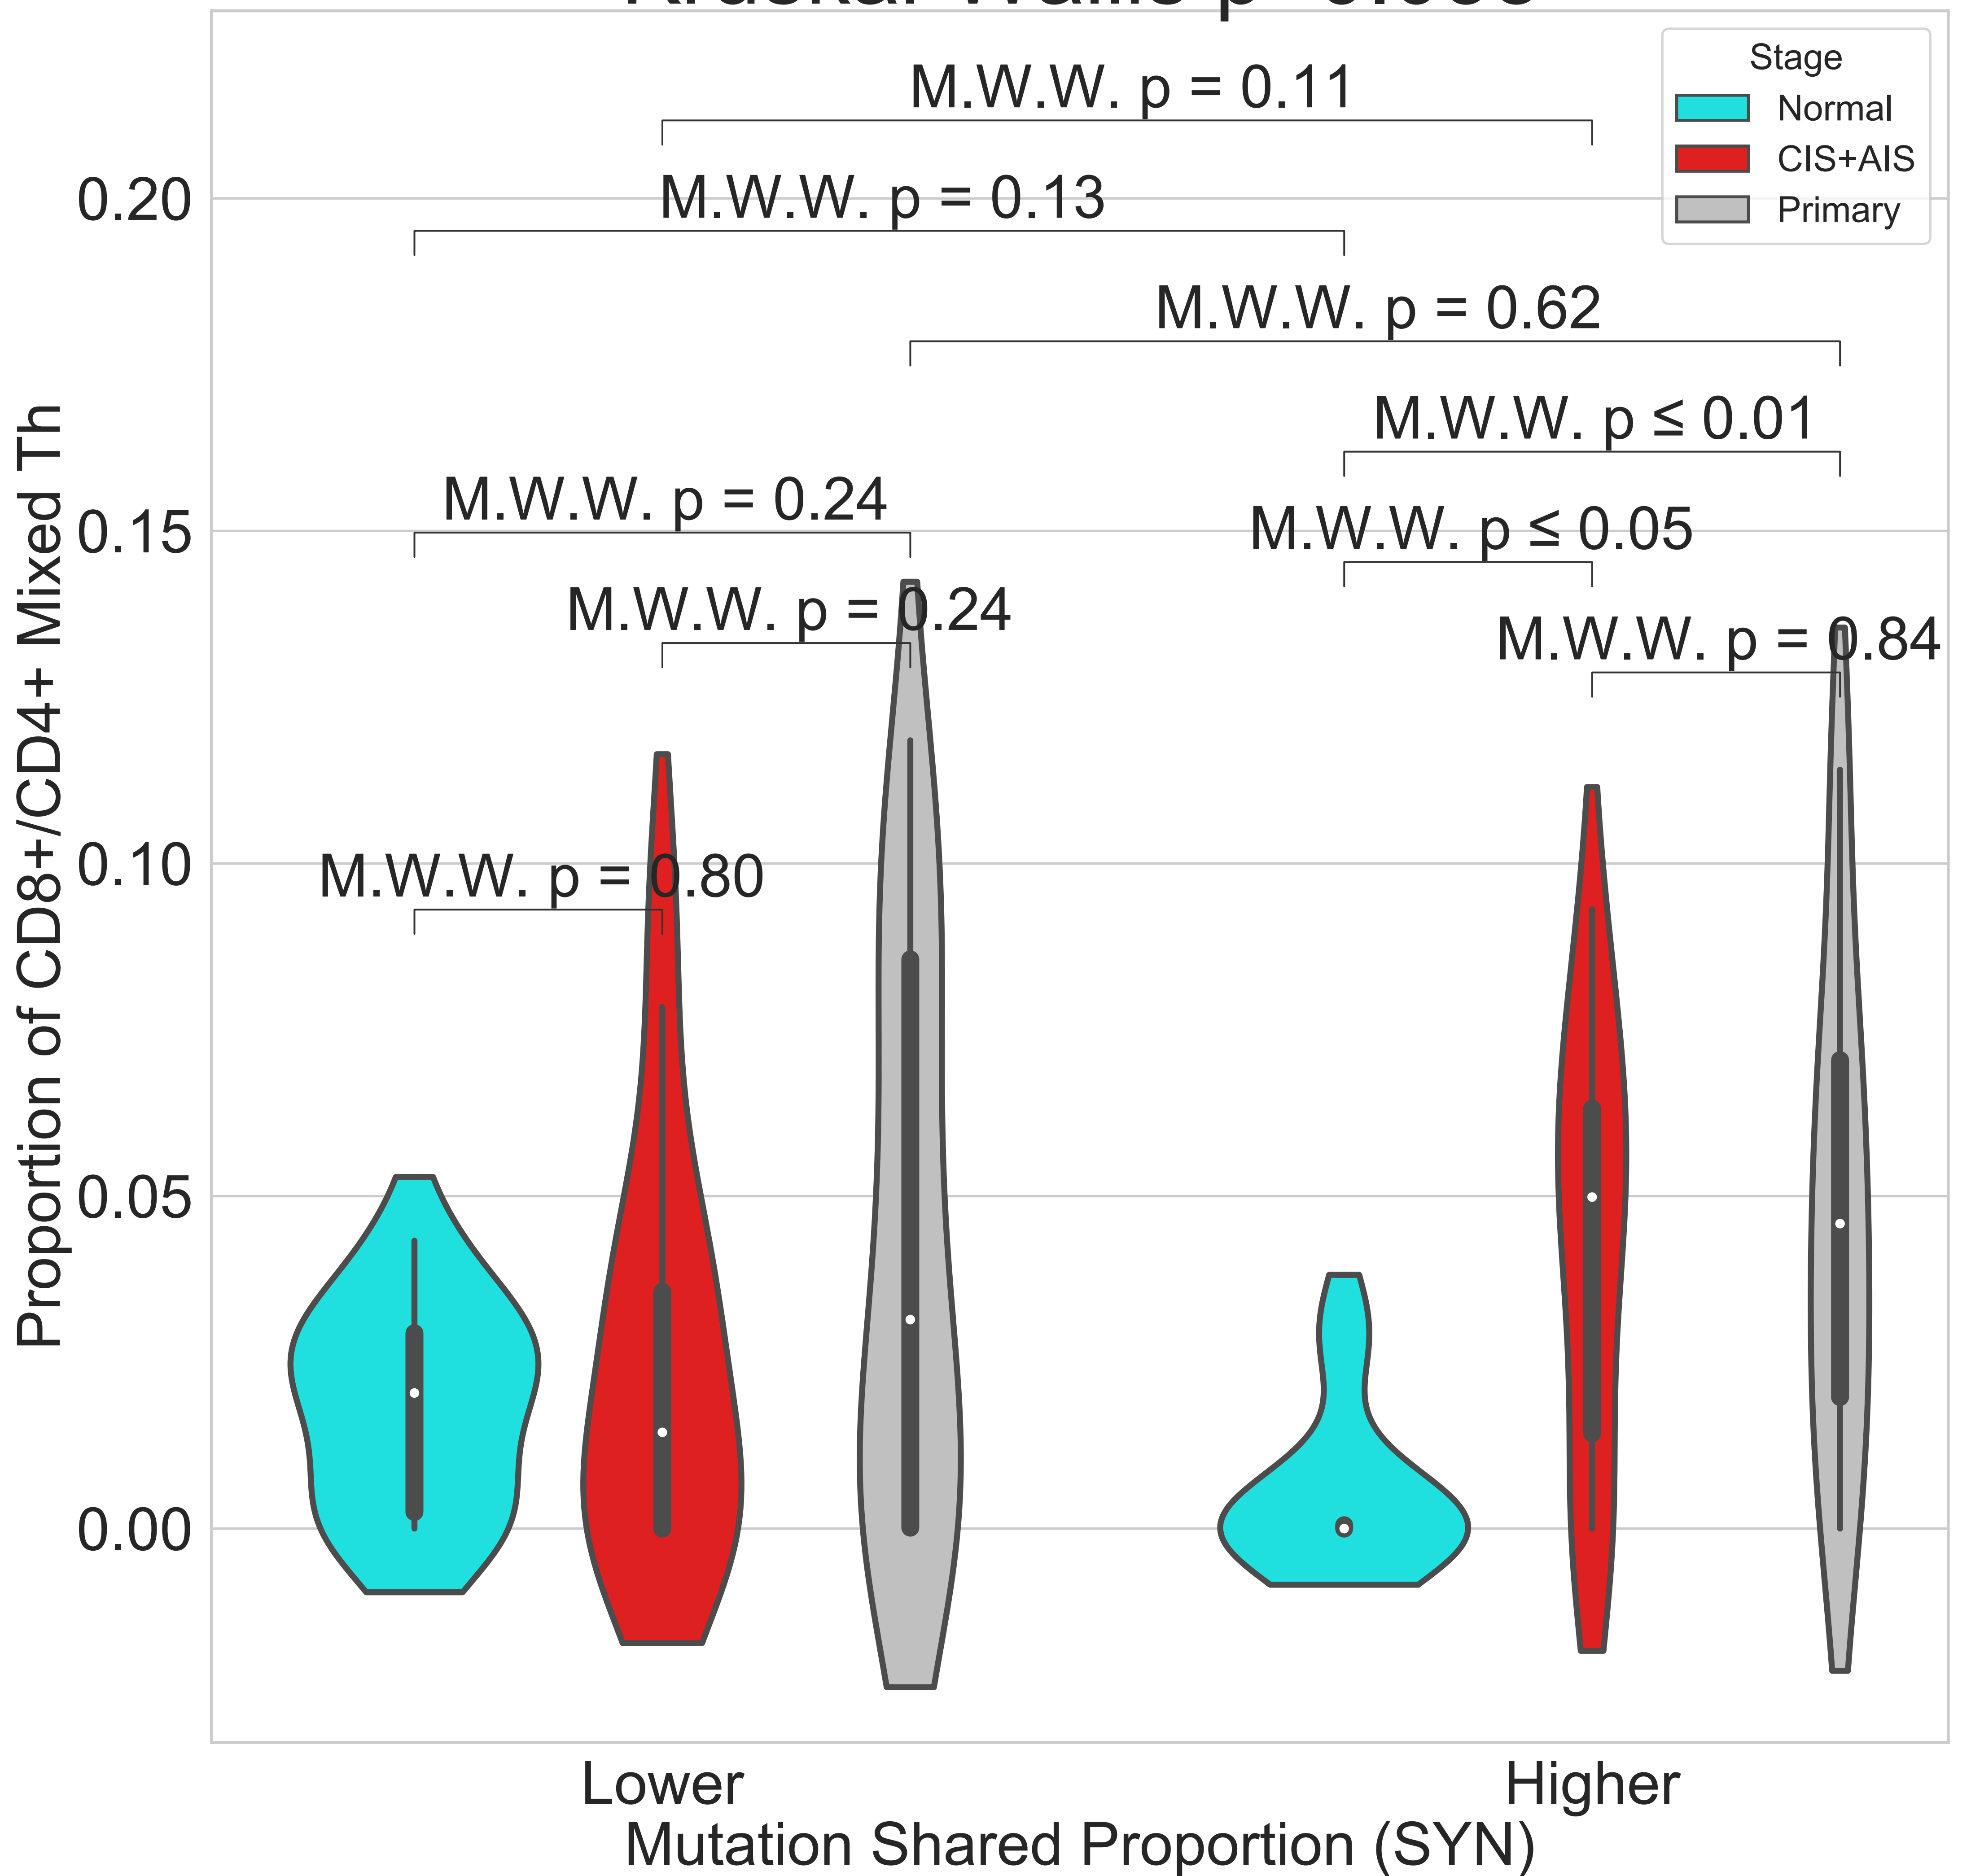 Stage
Normal
CIS+AIS
Primary
M.W.W. p = 0.11
M.W.W. p = 0.13
M.W.W. p = 0.62
M.W.W. p ≤ 0.01
M.W.W. p = 0.24
M.W.W. p ≤ 0.05
M.W.W. p = 0.24
M.W.W. p = 0.84
M.W.W. p = 0.80
0.20
0.15
0.10
0.05
0.00
Proportion of CD8+/CD4+ Mixed Th
Lower
Higher
Mutation Shared Proportion (SYN)